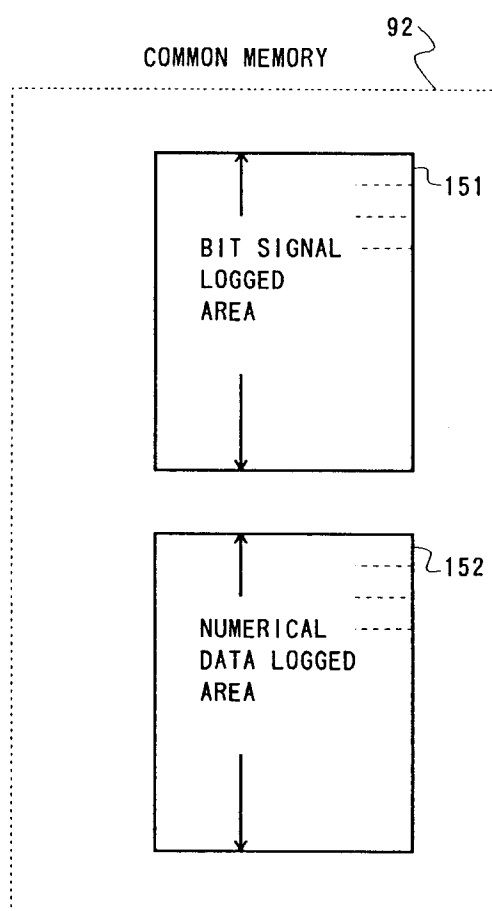 92
COMMON MEMORY
151
BIT SIGNAL
LOGGED
AREA
152
NUMERICAL
DATA LOGGED
AREA